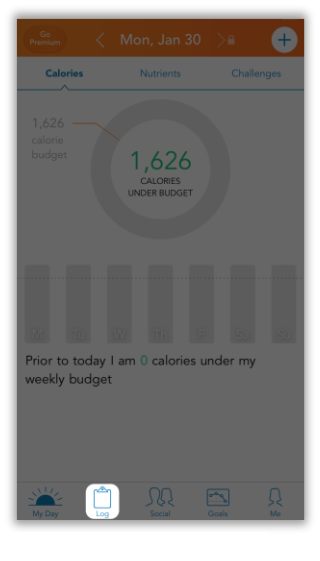 Go
Premium
Mon, Jan 30
Calories Nutrients Challenges
1,626
calorie
budget
1,626
CALORIES
UNDER BUDGET
M Tu W Th F Sa Su
Prior to today I am 0 calories under my
weekly budget
My Day Log Social Goals Me